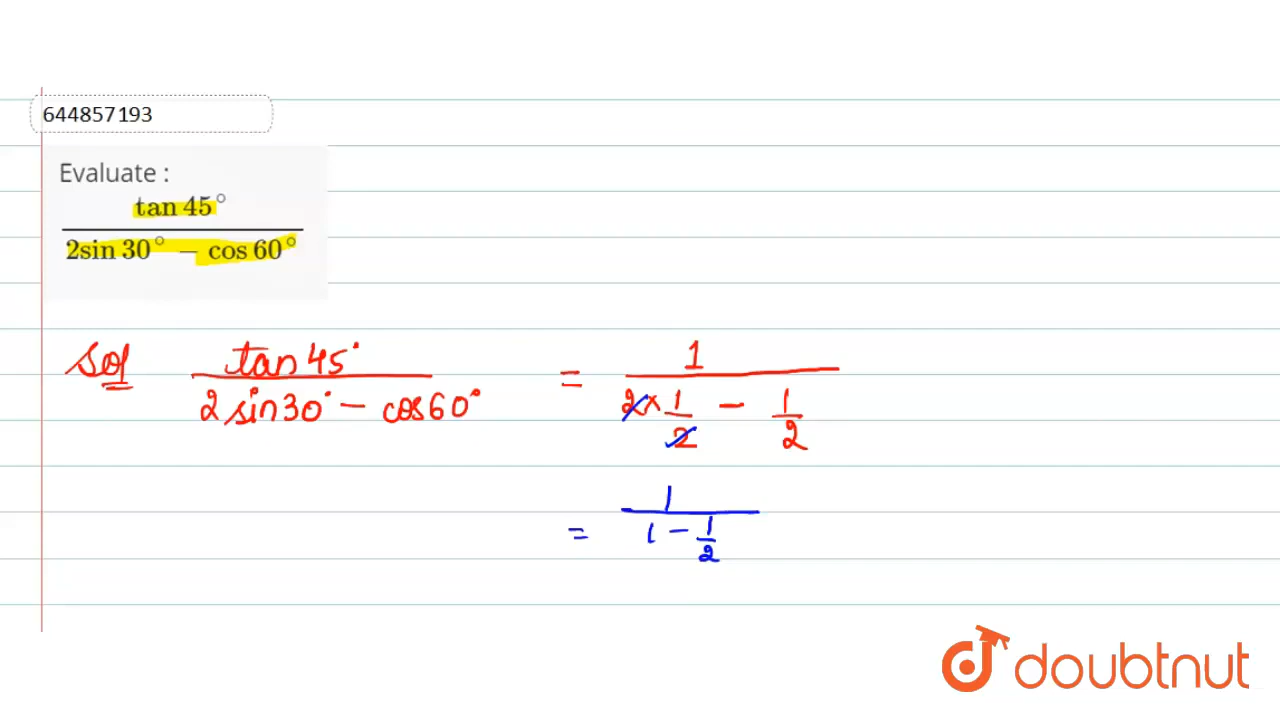 644857193
Evaluate :
tan 45°
2sin 30° − cos 60°
Sol tan 45° = 1
2 sin 30° − cos 60° 2 × 1/2 − 1/2
= 1
1 − 1/2
doubtnut